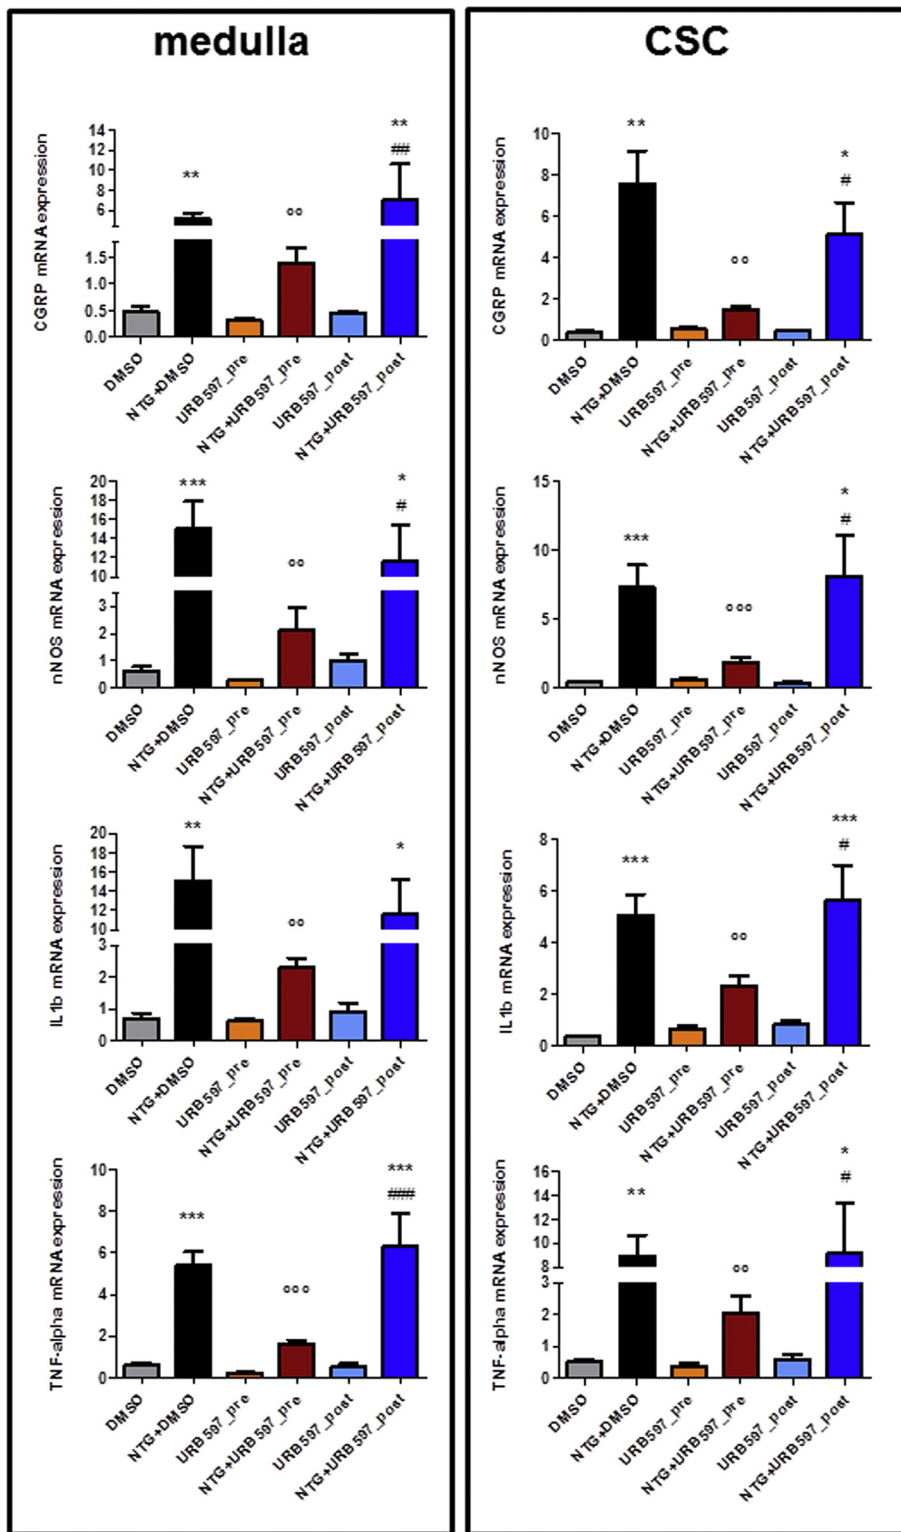 medulla
CGRP mRNA expression
14
12
10
8
6
1.5
1.0
0.5
0.0
**
°°
**
##
DMSO
NTG+DMSO
URB597_pre
NTG+URB597_pre
URB597_post
NTG+URB597_post
nNOS mRNA expression
20
18
16
14
12
10
3
2
1
0
***
°°
*
#
DMSO
NTG+DMSO
URB597_pre
NTG+URB597_pre
URB597_post
NTG+URB597_post
IL1b mRNA expression
20
18
16
14
12
10
3
2
1
0
**
°°
*
DMSO
NTG+DMSO
URB597_pre
NTG+URB597_pre
URB597_post
NTG+URB597_post
TNF-alpha mRNA expression
10
8
6
4
2
0
***
°°°
***
###
DMSO
NTG+DMSO
URB597_pre
NTG+URB597_pre
URB597_post
NTG+URB597_post
CSC
CGRP mRNA expression
10
8
6
4
2
0
**
°°
*
#
DMSO
NTG+DMSO
URB597_pre
NTG+URB597_pre
URB597_post
NTG+URB597_post
nNOS mRNA expression
15
10
5
0
***
°°°
*
#
DMSO
NTG+DMSO
URB597_pre
NTG+URB597_pre
URB597_post
NTG+URB597_post
IL1b mRNA expression
8
6
4
2
0
***
°°
***
#
DMSO
NTG+DMSO
URB597_pre
NTG+URB597_pre
URB597_post
NTG+URB597_post
TNF-alpha mRNA expression
16
14
12
10
8
3
2
1
0
**
°°
*
#
DMSO
NTG+DMSO
URB597_pre
NTG+URB597_pre
URB597_post
NTG+URB597_post